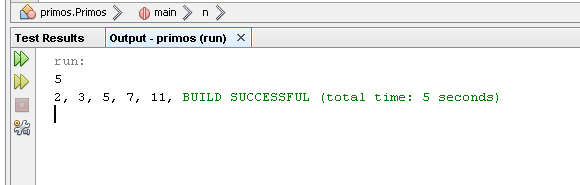 primos.Primos main n
Test Results Output - primos (run) ×
run:
5
2, 3, 5, 7, 11, BUILD SUCCESSFUL (total time: 5 seconds)